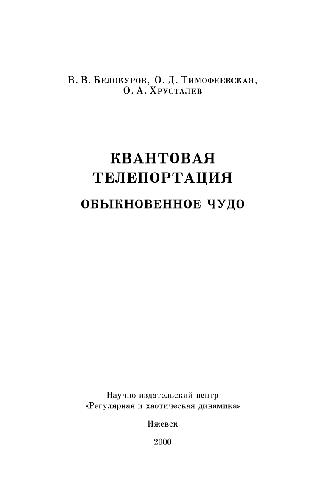 В. В. Белокуров, О. Д. Тимофеевская,
О. А. Хрусталев
КВАНТОВАЯ
ТЕЛЕПОРТАЦИЯ
ОБЫКНОВЕННОЕ ЧУДО
Научно издательский центр
«Регулярная и хаотическая динамика»
Ижевск
2000